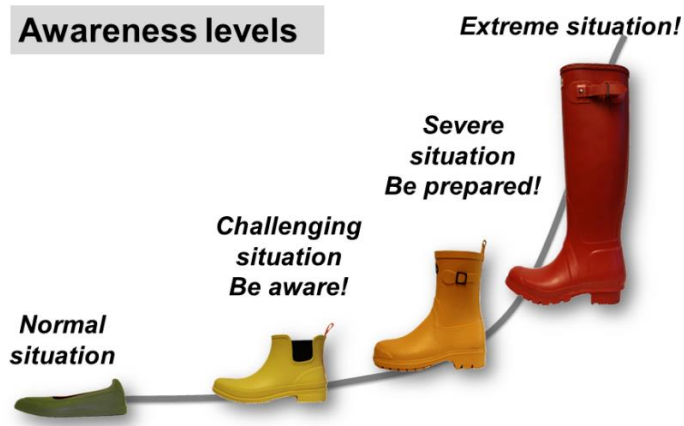 Awareness levels
Extreme situation!
Severe
situation
Be prepared!
Challenging
situation
Be aware!
Normal
situation